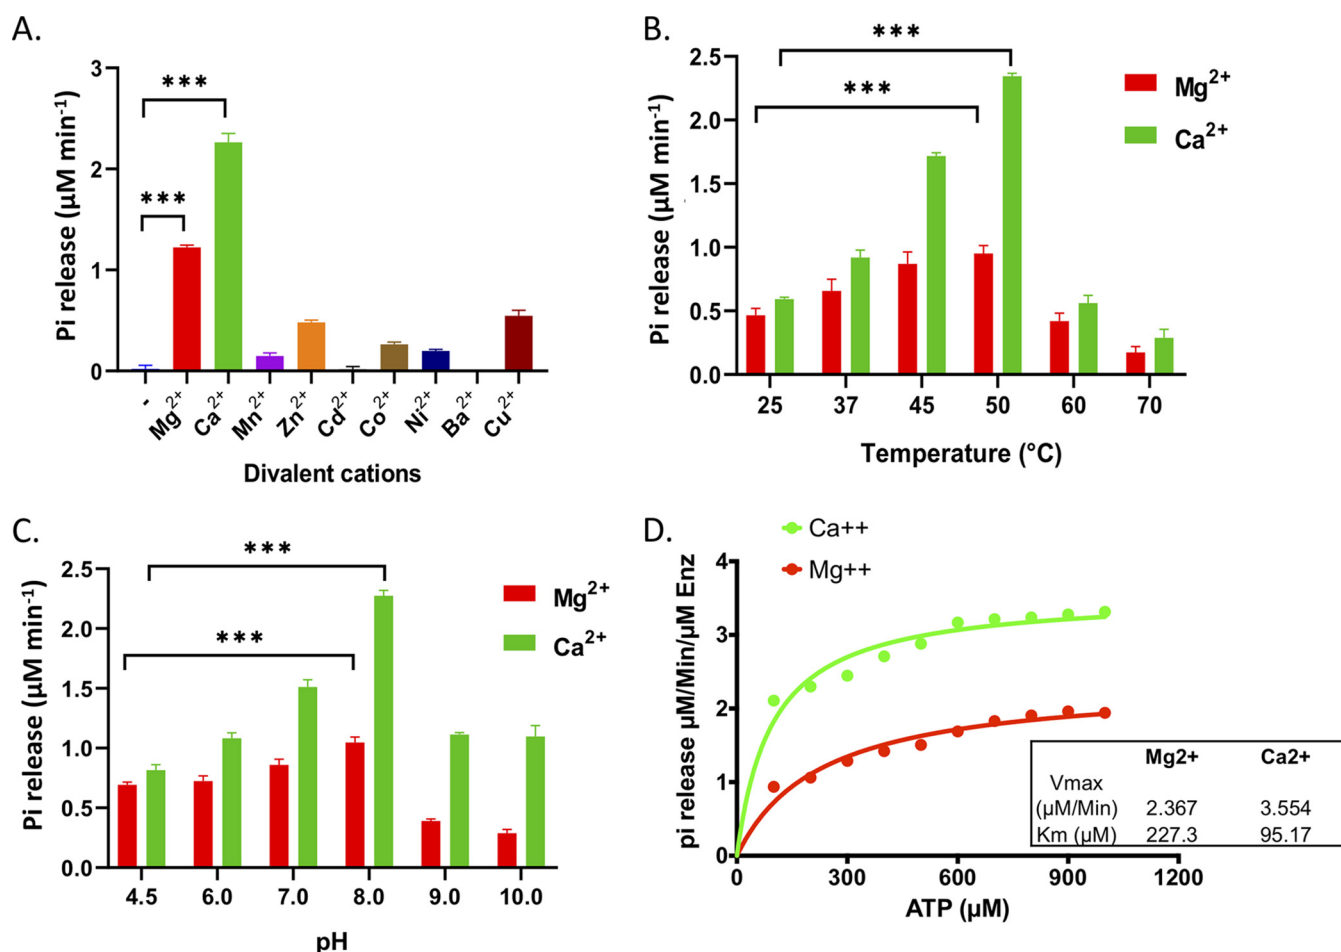 A.
Pi release (µM min⁻¹)
3
2
1
0
***
***
-
Mg²⁺
Ca²⁺
Mn²⁺
Zn²⁺
Cd²⁺
Co²⁺
Ni²⁺
Ba²⁺
Cu²⁺
Divalent cations
B.
Pi release (µM min⁻¹)
2.5
2.0
1.5
1.0
0.5
0.0
***
***
Mg²⁺
Ca²⁺
25 37 45 50 60 70
Temperature (°C)
C.
Pi release (µM min⁻¹)
2.5
2.0
1.5
1.0
0.5
0.0
***
***
Mg²⁺
Ca²⁺
4.5 6.0 7.0 8.0 9.0 10.0
pH
D.
Ca++
Mg++
pi release µM/Min/µM Enz
4
3
2
1
0
Mg2+ Ca2+
Vmax
(µM/Min) 2.367 3.554
Km (µM) 227.3 95.17
0 300 600 900 1200
ATP (µM)